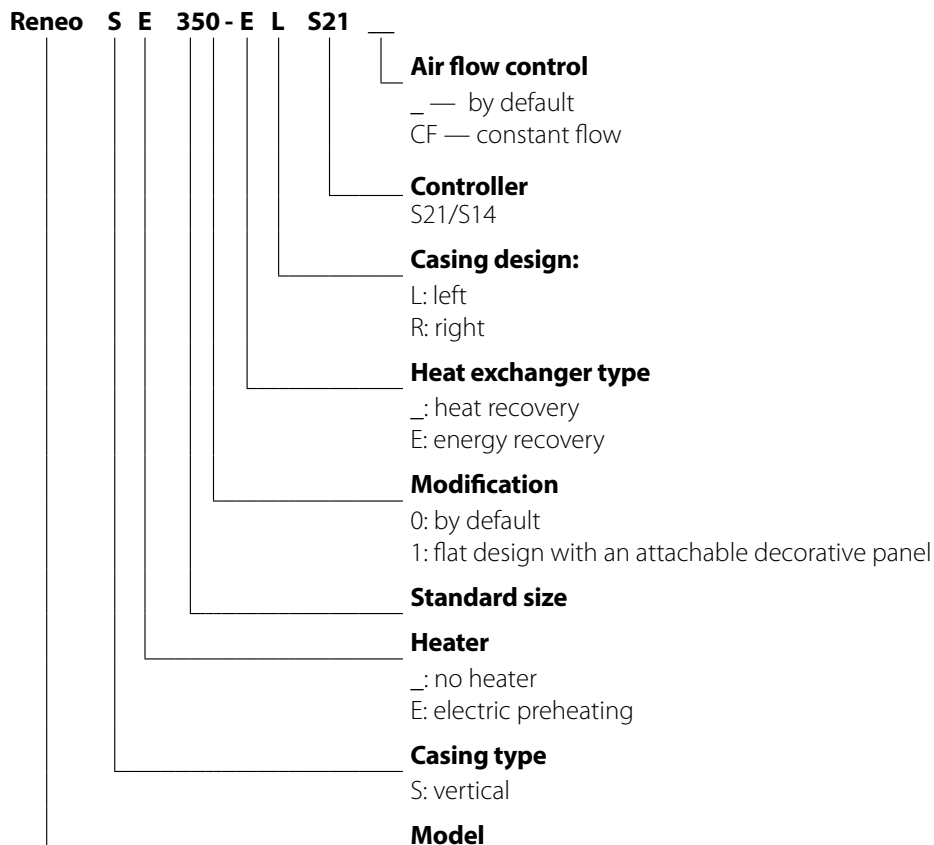 Reneo S E 350 - E L S21 __
Air flow control
_ — by default
CF — constant flow
Controller
S21/S14
Casing design:
L: left
R: right
Heat exchanger type
_: heat recovery
E: energy recovery
Modification
0: by default
1: flat design with an attachable decorative panel
Standard size
Heater
_: no heater
E: electric preheating
Casing type
S: vertical
Model